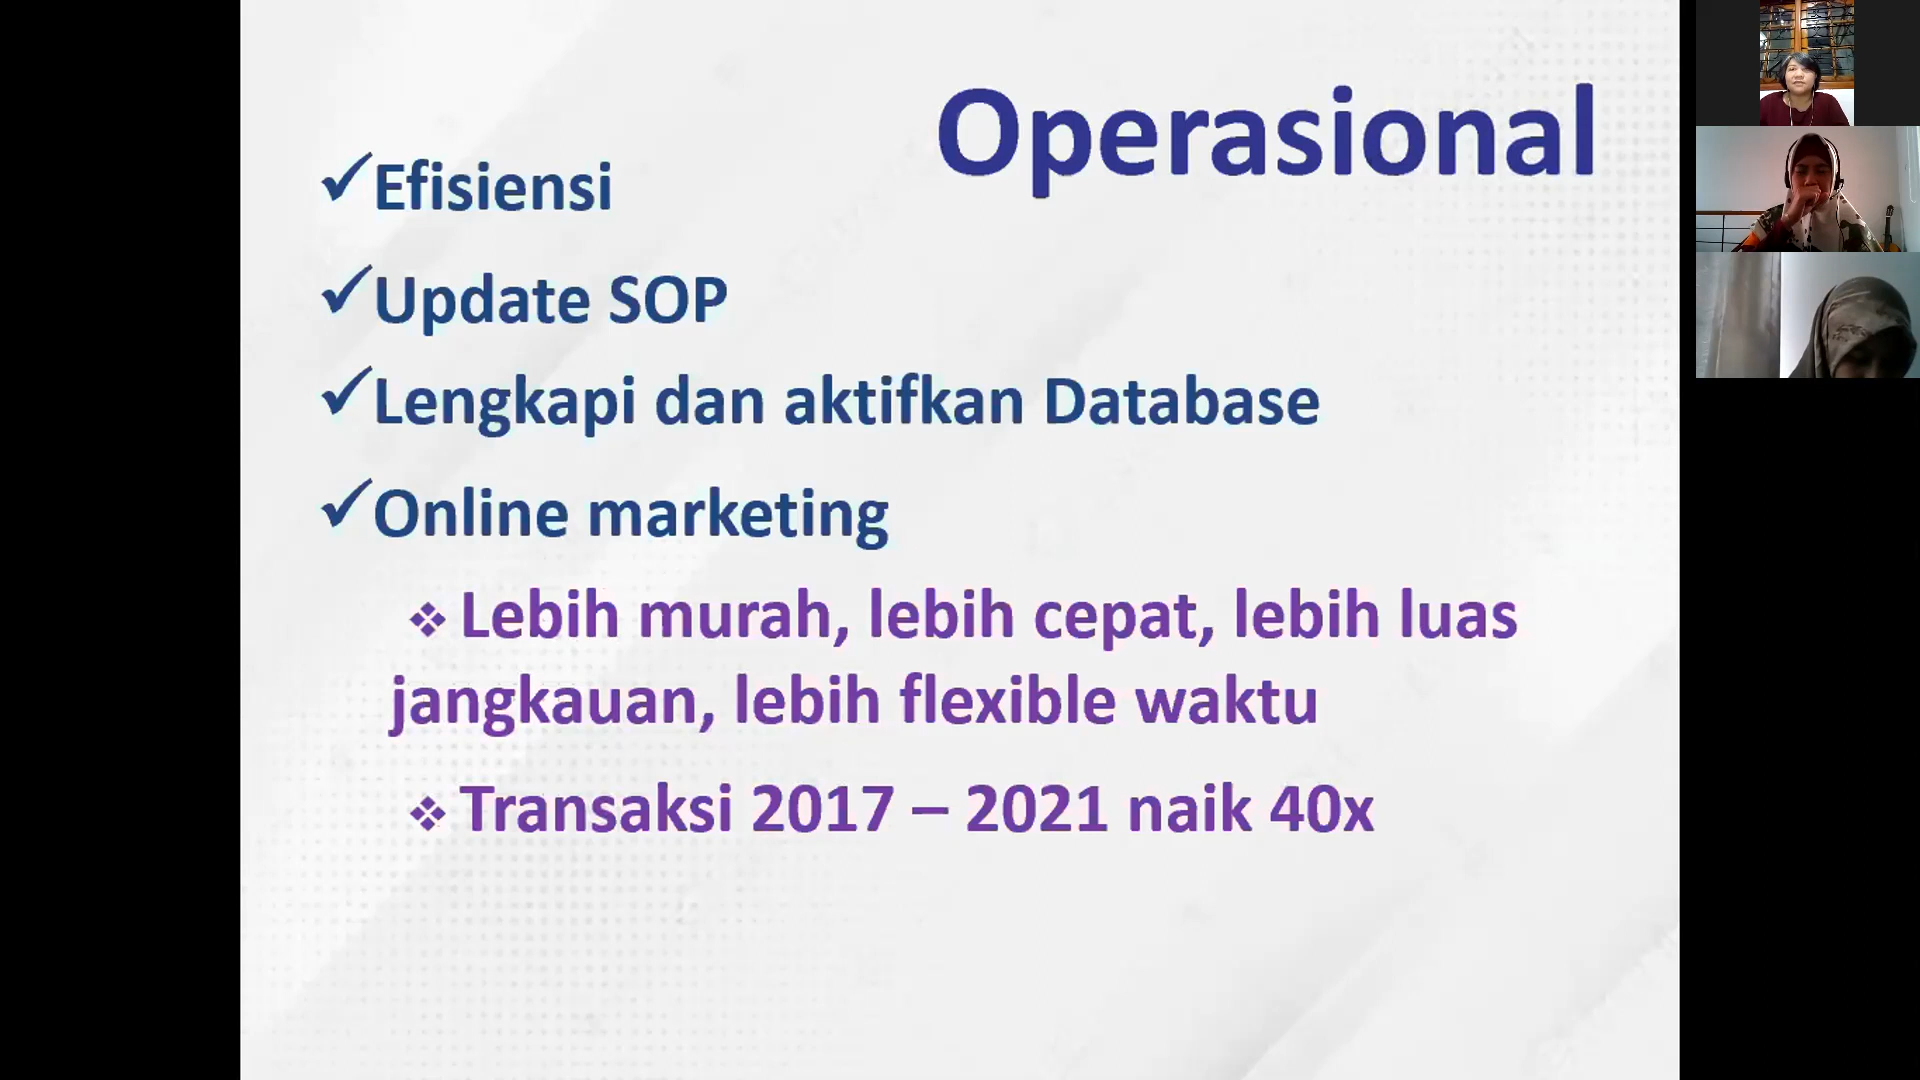 Operasional
✓Efisiensi
✓Update SOP
✓Lengkapi dan aktifkan Database
✓Online marketing
❖ Lebih murah, lebih cepat, lebih luas
jangkauan, lebih flexible waktu
❖ Transaksi 2017 – 2021 naik 40x